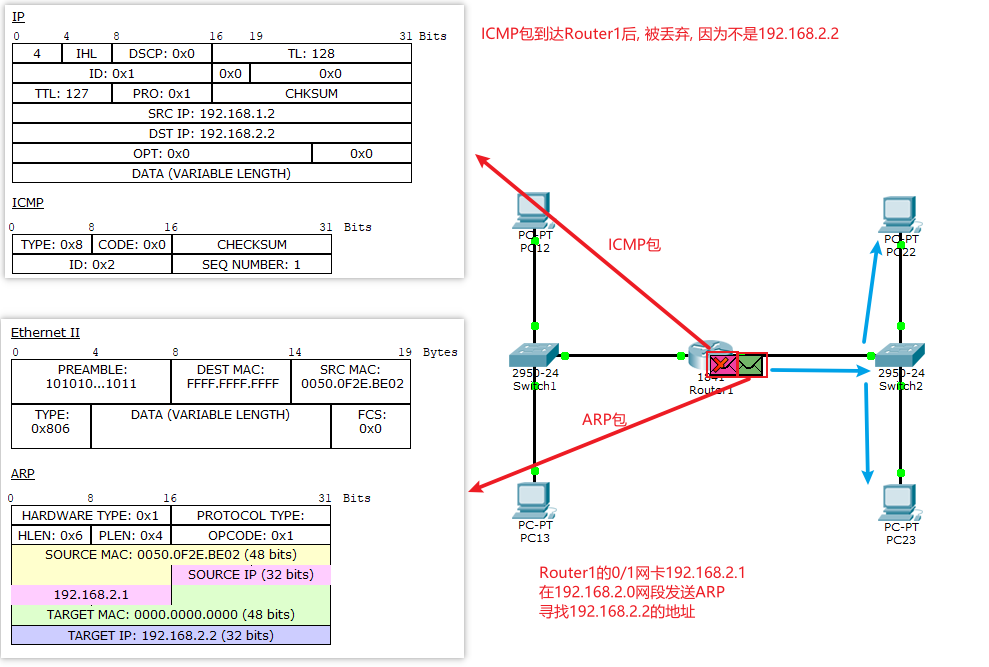 IP
0 4 8 16 19 31 Bits
4 IHL DSCP: 0x0 TL: 128
ID: 0x1 0x0 0x0
TTL: 127 PRO: 0x1 CHKSUM
SRC IP: 192.168.1.2
DST IP: 192.168.2.2
OPT: 0x0 0x0
DATA (VARIABLE LENGTH)
ICMP
0 8 16 31 Bits
TYPE: 0x8 CODE: 0x0 CHECKSUM
ID: 0x2 SEQ NUMBER: 1
Ethernet II
0 4 8 14 19 Bytes
PREAMBLE: DEST MAC: SRC MAC:
101010...1011 FFFF.FFFF.FFFF 0050.0F2E.BE02
TYPE: DATA (VARIABLE LENGTH) FCS:
0x806 0x0
ARP
0 8 16 31 Bits
HARDWARE TYPE: 0x1 PROTOCOL TYPE:
HLEN: 0x6 PLEN: 0x4 OPCODE: 0x1
SOURCE MAC: 0050.0F2E.BE02 (48 bits)
SOURCE IP (32 bits)
192.168.2.1
TARGET MAC: 0000.0000.0000 (48 bits)
TARGET IP: 192.168.2.2 (32 bits)
ICMP包到达Router1后, 被丢弃, 因为不是192.168.2.2
PC-PT
PC12
ICMP包
PC-PT
PC22
2950-24
Switch1
1841
Router1
2950-24
Switch2
ARP包
PC-PT
PC13
PC-PT
PC23
Router1的0/1网卡192.168.2.1
在192.168.2.0网段发送ARP
寻找192.168.2.2的地址